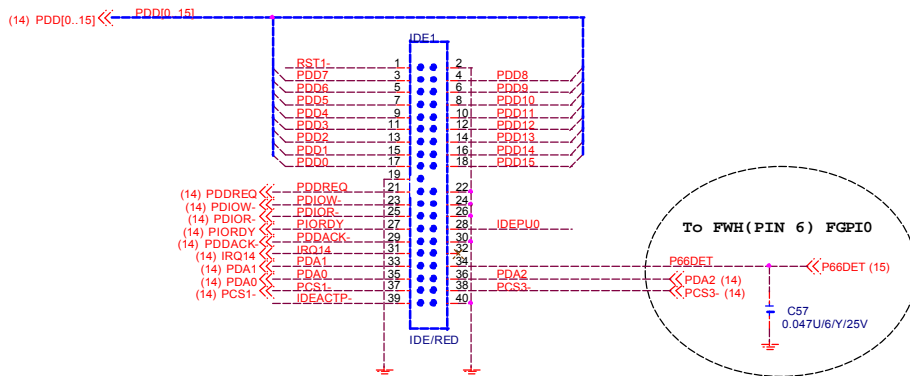 (14) PDD[0..15] PDD[0..15]
IDE1
RST1- 1 2
PDD7 3 4 PDD8
PDD6 5 6 PDD9
PDD5 7 8 PDD10
PDD4 9 10 PDD11
PDD3 11 12 PDD12
PDD2 13 14 PDD13
PDD1 15 16 PDD14
PDD0 17 18 PDD15
19
(14) PDDREQ PDDREQ 21 22
(14) PDIOW- PDIOW- 23 24
(14) PDIOR- PDIOR- 25 26
(14) PIORDY PIORDY 27 28 IDEPU0
(14) PDDACK- PDDACK- 29 30
(14) IRQ14 IRQ14 31 32
(14) PDA1 PDA1 33 34 P66DET P66DET (15)
(14) PDA0 PDA0 35 36 PDA2 PDA2 (14)
(14) PCS1- PCS1- 37 38 PCS3- PCS3- (14)
IDEACTP- 39 40
IDE/RED
To FWH(PIN 6) FGPI0
C57
0.047U/6/Y/25V